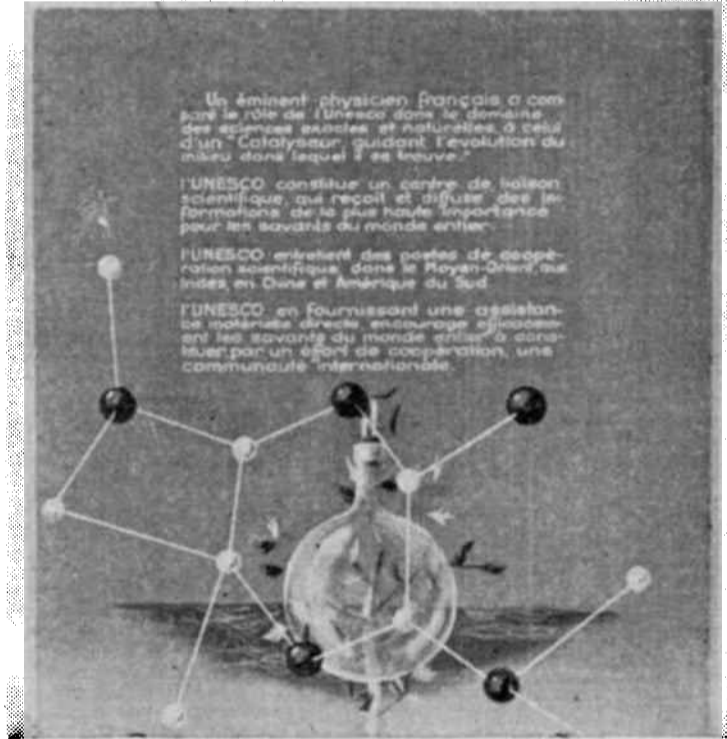 Un éminent physicien français a com-
paré le rôle de l'Unesco dans le domaine
des sciences exactes et naturelles, à celui
d'un "Catalyseur, guidant l'évolution du
milieu dans lequel il se trouve."
l'UNESCO constitue un centre de liaison
scientifique, qui reçoit et diffuse des in-
formations de la plus haute importance
pour les savants du monde entier.
l'UNESCO entretient des postes de coopé-
ration scientifique, dans le Moyen-Orient, aux
Indes, en Chine et Amérique du Sud
l'UNESCO en fournissant une assistan-
ce matérielle directe, encourage efficacem-
ent les savants du monde entier à cons-
tituer, par un effort de coopération, une
communauté internationale.